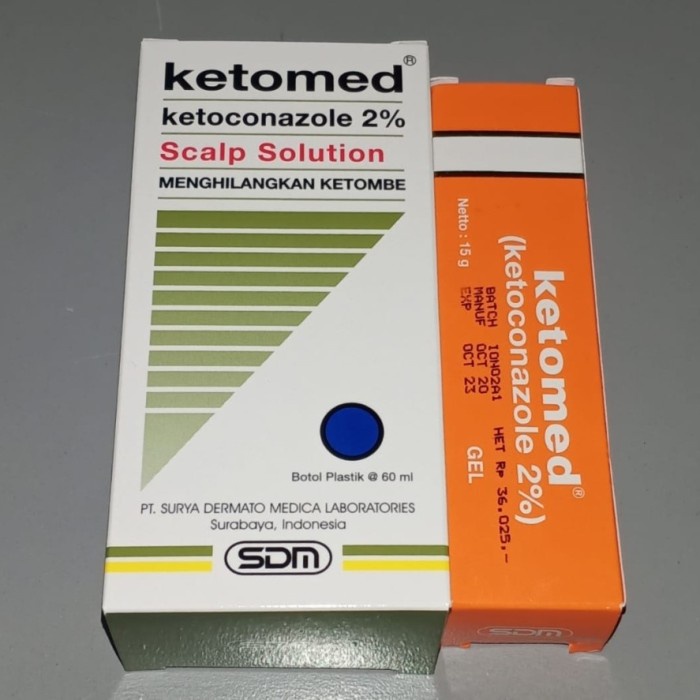 ketomed®
ketoconazole 2%
Scalp Solution
MENGHILANGKAN KETOMBE
Botol Plastik @ 60 ml
PT. SURYA DERMATO MEDICA LABORATORIES
Surabaya, Indonesia
SDM
ketomed®
(ketoconazole 2%)
GEL
Netto : 15 g
BATCH ION02A1
MANUF OCT 20
EXP OCT 23
HET Rp 36.025,-
SDM